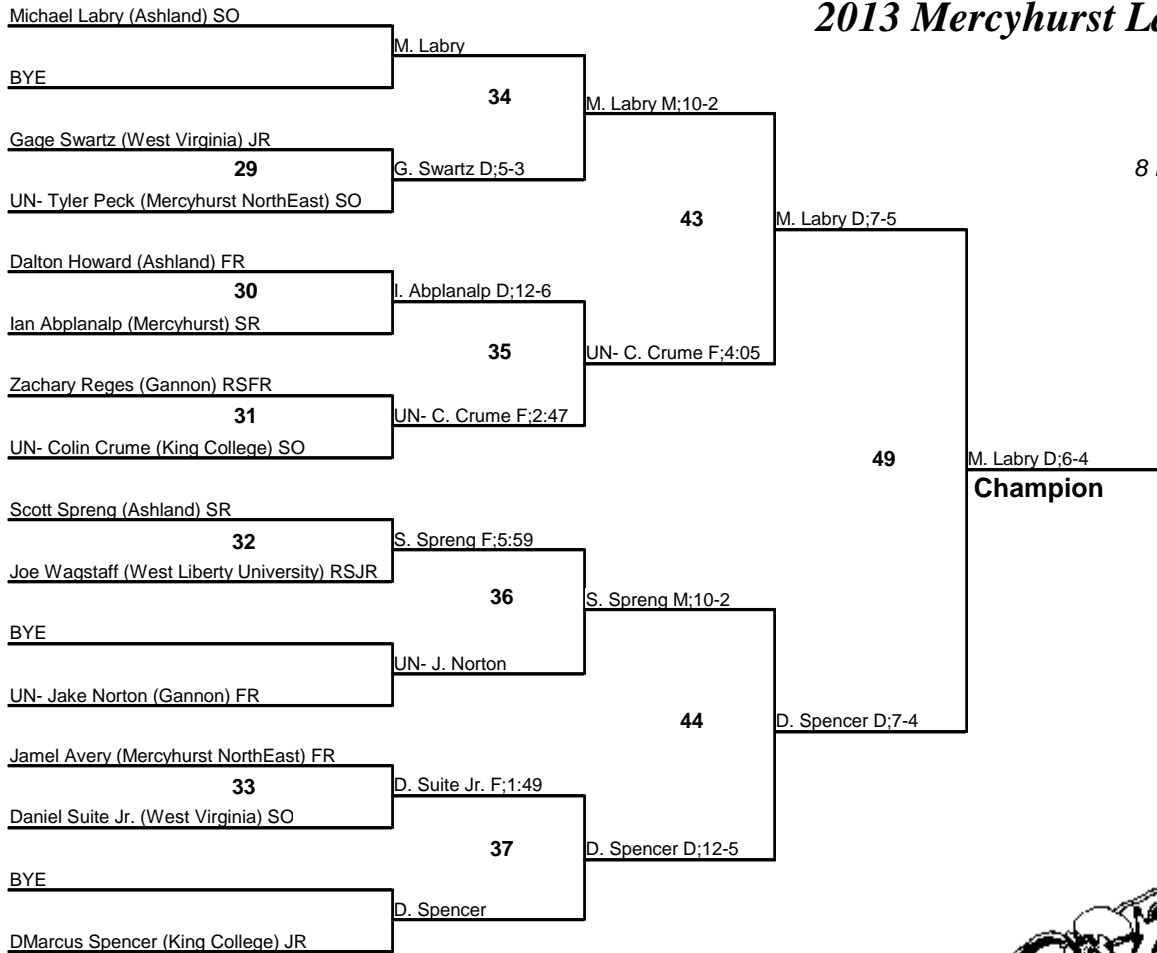 Michael Labry (Ashland) SO
2013 Mercyhurst La
M. Labry
BYE
34
M. Labry M;10-2
Gage Swartz (West Virginia) JR
29
G. Swartz D;5-3
8
UN- Tyler Peck (Mercyhurst NorthEast) SO
43
M. Labry D;7-5
Dalton Howard (Ashland) FR
30
I. Abplanalp D;12-6
Ian Abplanalp (Mercyhurst) SR
35
UN- C. Crume F;4:05
Zachary Reges (Gannon) RSFR
31
UN- C. Crume F;2:47
UN- Colin Crume (King College) SO
49
M. Labry D;6-4
Champion
Scott Spreng (Ashland) SR
32
S. Spreng F;5:59
Joe Wagstaff (West Liberty University) RSJR
36
S. Spreng M;10-2
BYE
UN- J. Norton
UN- Jake Norton (Gannon) FR
44
D. Spencer D;7-4
Jamel Avery (Mercyhurst NorthEast) FR
33
D. Suite Jr. F;1:49
Daniel Suite Jr. (West Virginia) SO
37
D. Spencer D;12-5
BYE
D. Spencer
DMarcus Spencer (King College) JR